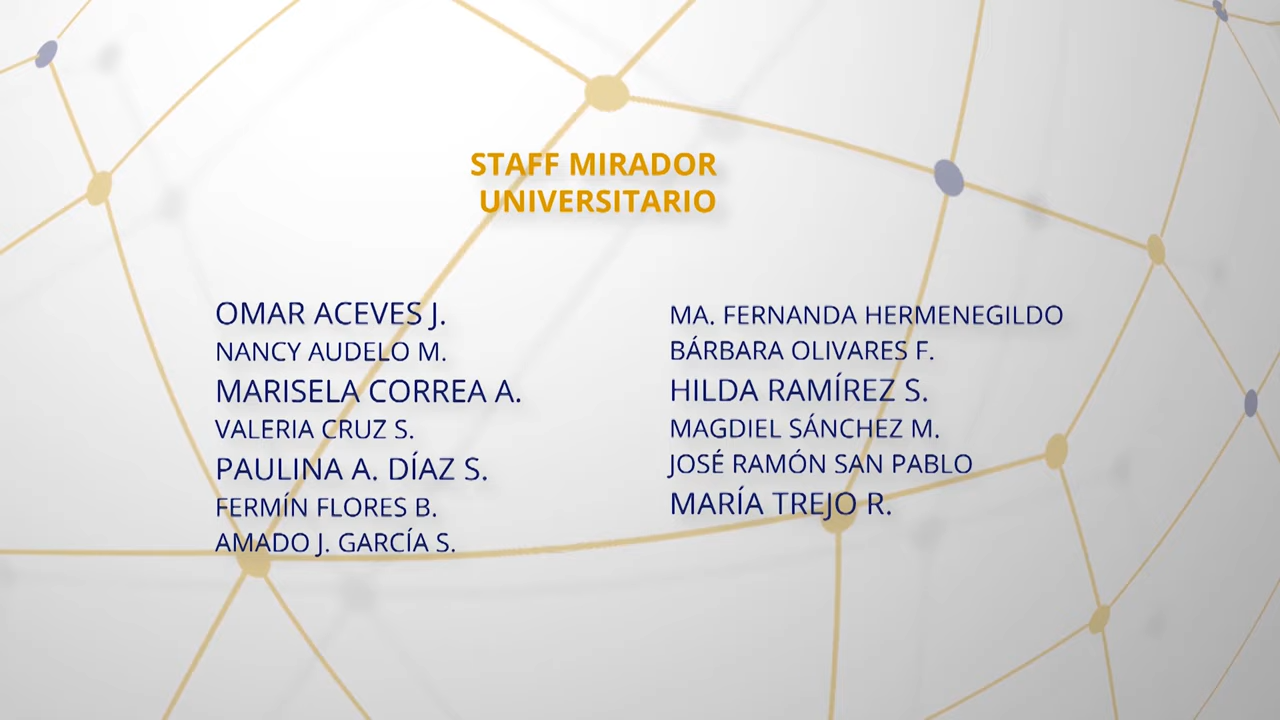 STAFF MIRADOR
UNIVERSITARIO
OMAR ACEVES J.
NANCY AUDELO M.
MARISELA CORREA A.
VALERIA CRUZ S.
PAULINA A. DÍAZ S.
FERMÍN FLORES B.
AMADO J. GARCÍA S.
MA. FERNANDA HERMENEGILDO
BÁRBARA OLIVARES F.
HILDA RAMÍREZ S.
MAGDIEL SÁNCHEZ M.
JOSÉ RAMÓN SAN PABLO
MARÍA TREJO R.